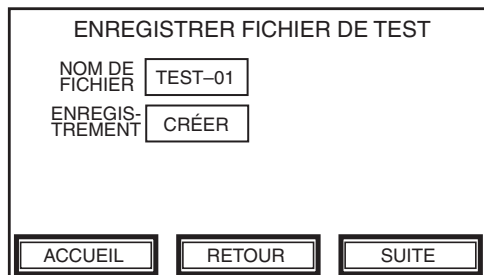 ENREGISTRER FICHIER DE TEST
NOM DE
FICHIER
TEST–01
ENREGIS-
TREMENT
CRÉER
ACCUEIL
RETOUR
SUITE